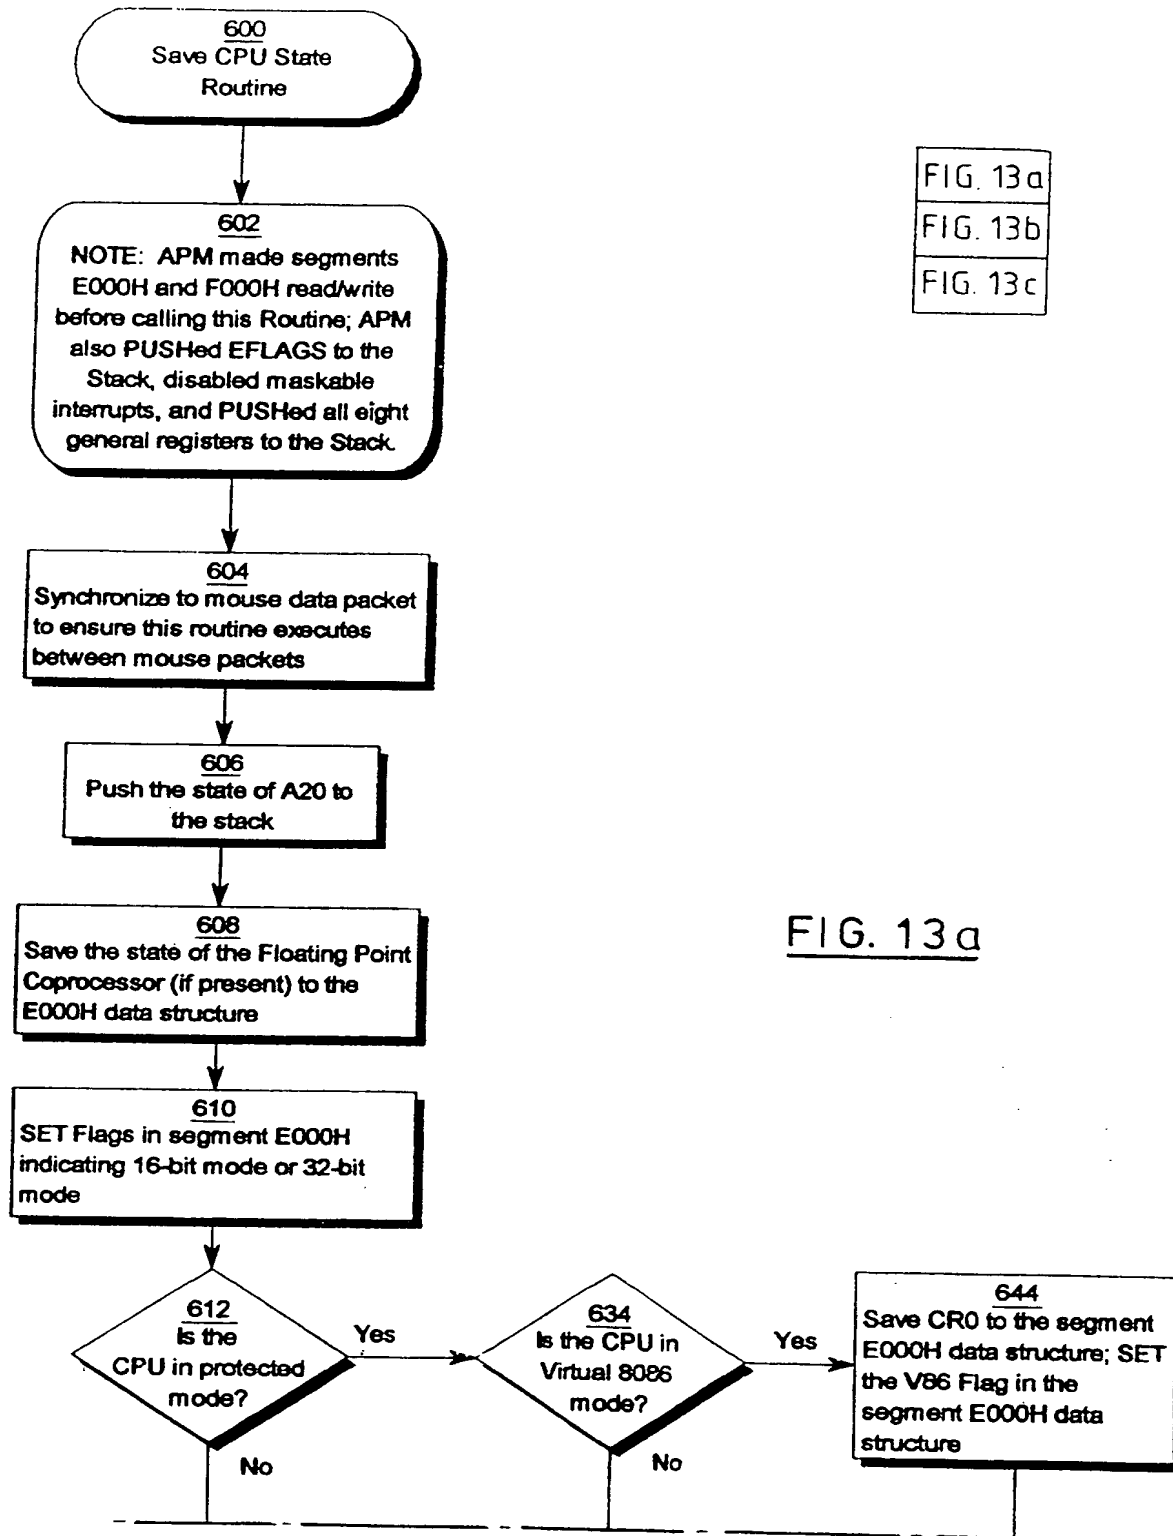 600
Save CPU State
Routine
602
NOTE: APM made segments
E000H and F000H read/write
before calling this Routine; APM
also PUSHed EFLAGS to the
Stack, disabled maskable
interrupts, and PUSHed all eight
general registers to the Stack.
FIG. 13a
FIG. 13b
FIG. 13c
604
Synchronize to mouse data packet
to ensure this routine executes
between mouse packets
606
Push the state of A20 to
the stack
608
Save the state of the Floating Point
Coprocessor (if present) to the
E000H data structure
FIG. 13a
610
SET Flags in segment E000H
indicating 16-bit mode or 32-bit
mode
612
Is the
CPU in protected
mode?
Yes
No
634
Is the CPU in
Virtual 8086
mode?
Yes
No
644
Save CR0 to the segment
E000H data structure; SET
the V86 Flag in the
segment E000H data
structure